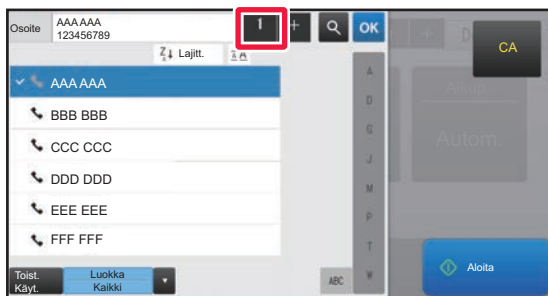 Osoite
AAA AAA
123456789
1
+
OK
CA
Z↓ Lajitt.
A
AAA AAA
BBB BBB
CCC CCC
DDD DDD
EEE EEE
FFF FFF
A
D
G
J
M
P
T
W
Alkup.
Autom.
Toist.
Käyt.
Luokka
Kaikki
ABC
Aloita